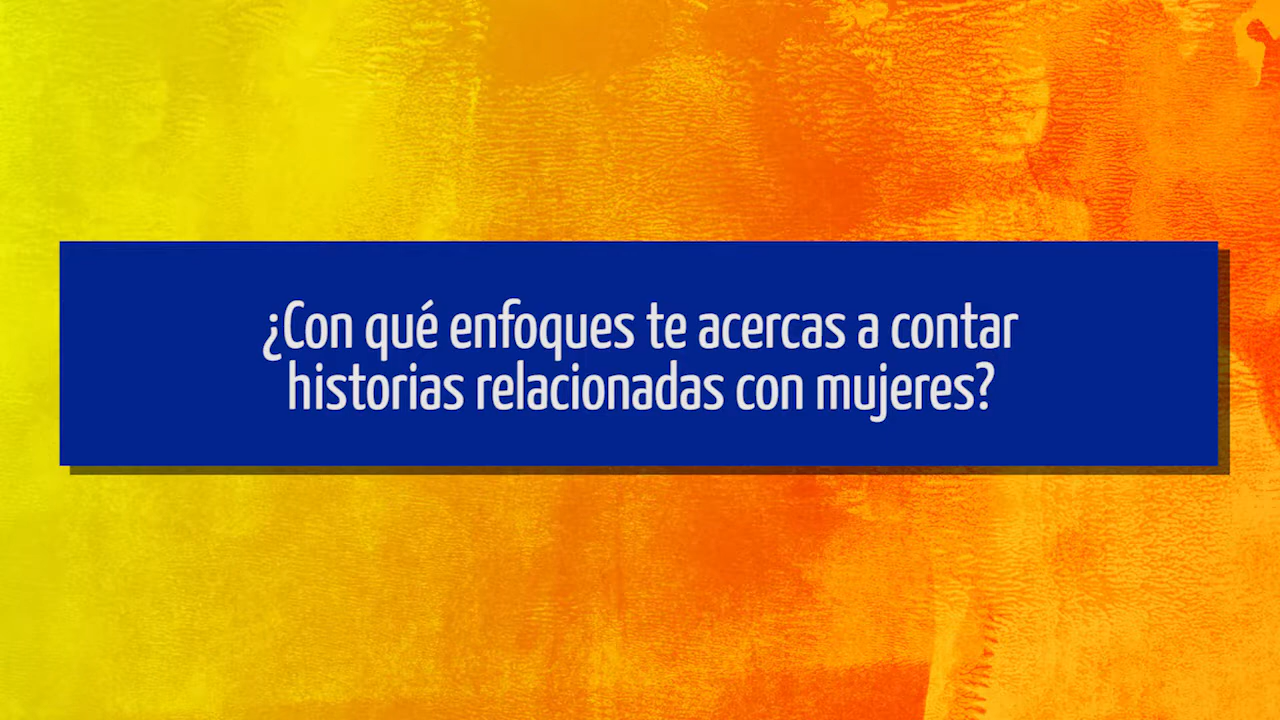 ¿Con qué enfoques te acercas a contar
historias relacionadas con mujeres?